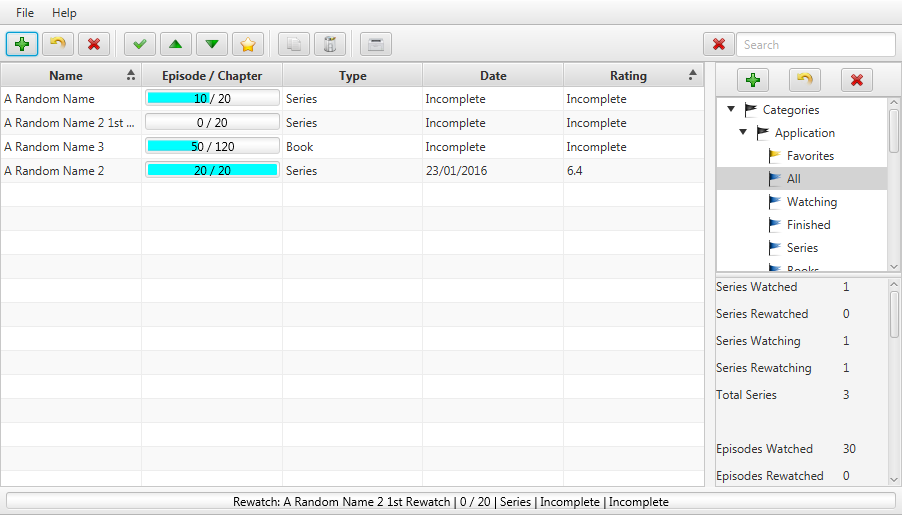 File Help
Search
Name Episode / Chapter Type Date Rating
A Random Name 10 / 20 Series Incomplete Incomplete
A Random Name 2 1st ... 0 / 20 Series Incomplete Incomplete
A Random Name 3 50 / 120 Book Incomplete Incomplete
A Random Name 2 20 / 20 Series 23/01/2016 6.4
Categories
Application
Favorites
All
Watching
Finished
Series
Books
Series Watched 1
Series Rewatched 0
Series Watching 1
Series Rewatching 1
Total Series 3
Episodes Watched 30
Episodes Rewatched 0
Rewatch: A Random Name 2 1st Rewatch | 0 / 20 | Series | Incomplete | Incomplete